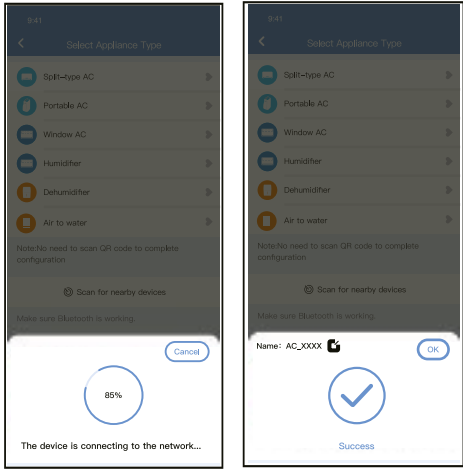 9:41
Select Appliance Type
Split-type AC
Portable AC
Window AC
Humidifier
Dehumidifier
Air to water
Note:No need to scan QR code to complete
configuration
Scan for nearby devices
Make sure Bluetooth is working.
Cancel
85%
The device is connecting to the network...
9:41
Select Appliance Type
Split-type AC
Portable AC
Window AC
Humidifier
Dehumidifier
Air to water
Note:No need to scan QR code to complete
configuration
Scan for nearby devices
Make sure Bluetooth is working.
Name: AC_XXXX
OK
Success